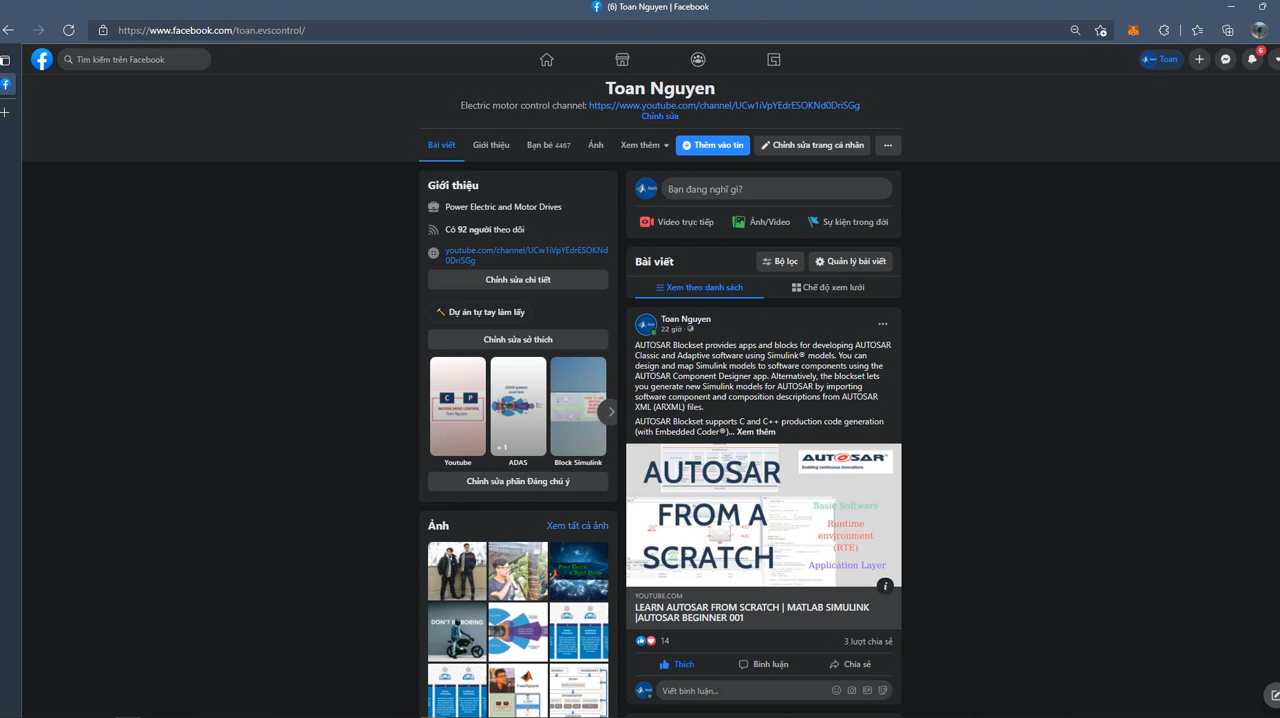 (6) Toan Nguyen | Facebook
https://www.facebook.com/toan.evscontrol/
Tìm kiếm trên Facebook
Toan
6
Toan Nguyen
Electric motor control channel: https://www.youtube.com/channel/UCw1iVpYEdrESOKNd0DriSGg
Chỉnh sửa
Bài viết
Giới thiệu
Bạn bè 4467
Ảnh
Xem thêm
Thêm vào tin
Chỉnh sửa trang cá nhân
Giới thiệu
Power Electric and Motor Drives
Có 92 người theo dõi
youtube.com/channel/UCw1iVpYEdrESOKNd
0DriSGg
Chỉnh sửa chi tiết
Dự án tự tay làm lấy
Chỉnh sửa sở thích
C P
MOTOR DRIVE CONTROL
Toan Nguyen
+ 1
Youtube
ADAS
Block Simulink
Chỉnh sửa phần Đáng chú ý
Ảnh
Xem tất cả ảnh
DON'T BE BORING
Bạn đang nghĩ gì?
Video trực tiếp
Ảnh/Video
Sự kiện trong đời
Bài viết
Bộ lọc
Quản lý bài viết
Xem theo danh sách
Chế độ xem lưới
Toan Nguyen
22 giờ ·
AUTOSAR Blockset provides apps and blocks for developing AUTOSAR
Classic and Adaptive software using Simulink® models. You can
design and map Simulink models to software components using the
AUTOSAR Component Designer app. Alternatively, the blockset lets
you generate new Simulink models for AUTOSAR by importing
software component and composition descriptions from AUTOSAR
XML (ARXML) files.
AUTOSAR Blockset supports C and C++ production code generation
(with Embedded Coder®)... Xem thêm
AUTOSAR
FROM A
SCRATCH
AUTOSAR
Enabling continuous innovations
Basic Software
Runtime
environment
(RTE)
Application Layer
YOUTUBE.COM
LEARN AUTOSAR FROM SCRATCH | MATLAB SIMULINK
|AUTOSAR BEGINNER 001
14
3 lượt chia sẻ
Thích
Bình luận
Chia sẻ
Viết bình luận...